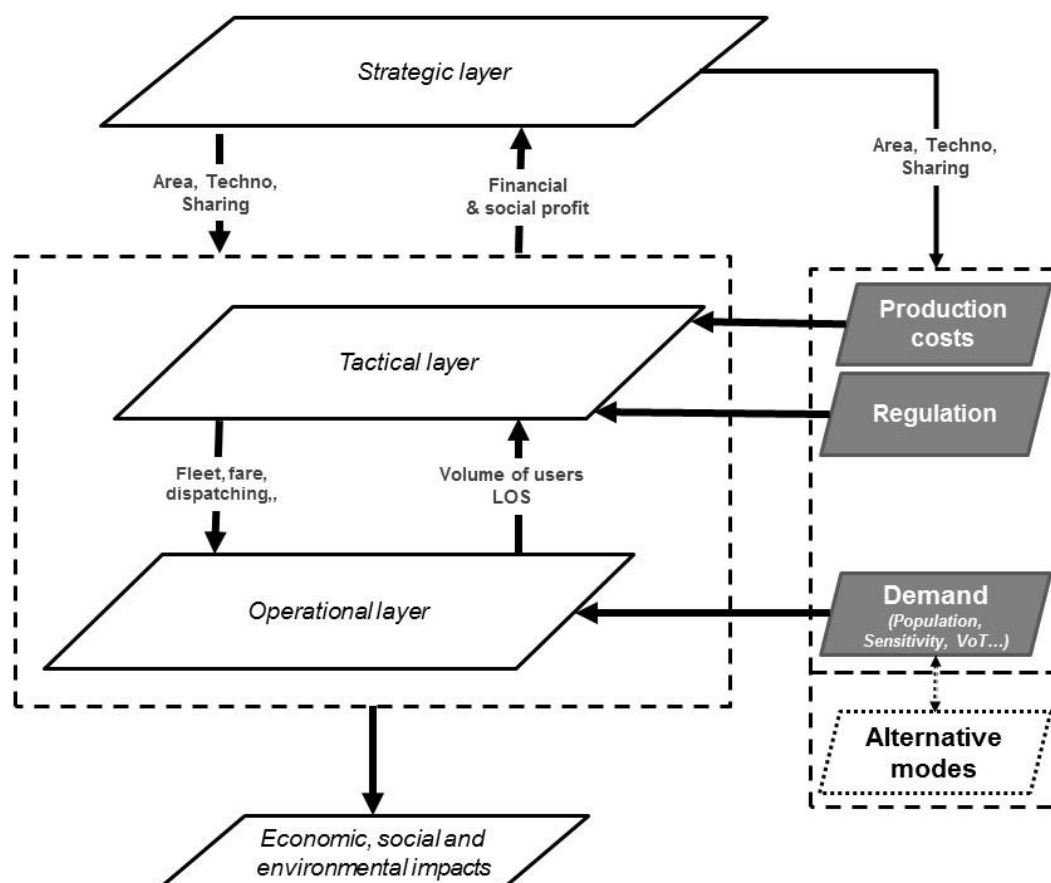 Strategic layer
Area, Techno,
Sharing
Financial
& social profit
Area, Techno,
Sharing
Production
costs
Tactical layer
Regulation
Fleet, fare,
dispatching,,
Volume of users
LOS
Operational layer
Demand
(Population,
Sensitivity, VoT...)
Alternative
modes
Economic, social and
environmental impacts